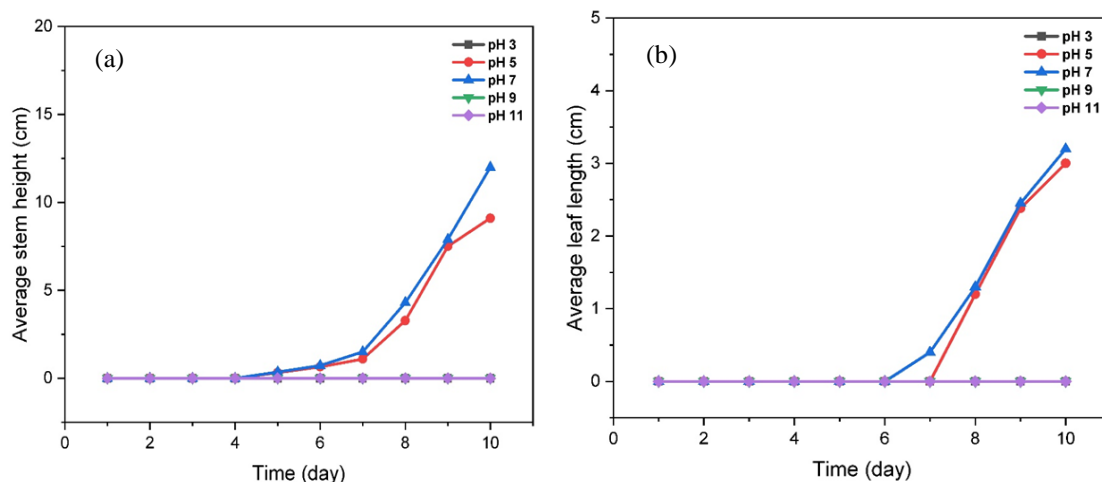 (a)
Average stem height (cm)
20
15
10
5
0
0 2 4 6 8 10
Time (day)
pH 3
pH 5
pH 7
pH 9
pH 11
(b)
Average leaf length (cm)
5
4
3
2
1
0
0 2 4 6 8 10
Time (day)
pH 3
pH 5
pH 7
pH 9
pH 11